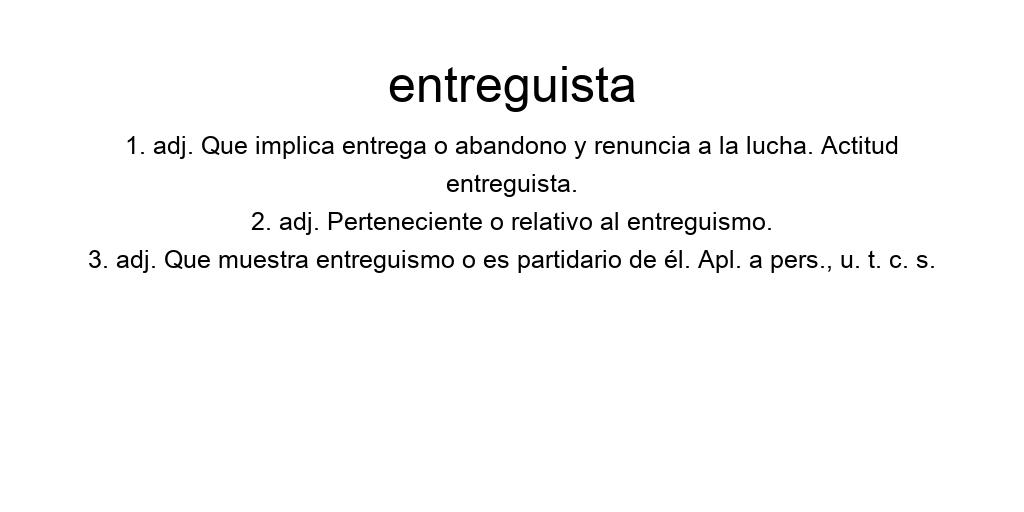 entreguista
1. adj. Que implica entrega o abandono y renuncia a la lucha. Actitud
entreguista.
2. adj. Perteneciente o relativo al entreguismo.
3. adj. Que muestra entreguismo o es partidario de él. Apl. a pers., u. t. c. s.